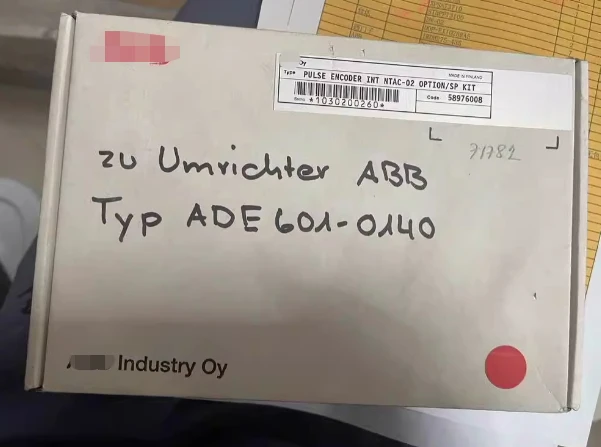 Oy
MADE IN FINLAND
Type PULSE ENCODER INT NTAC-02 OPTION/SP KIT
*1030200260*
Code 58976008
71782
zu Umrichter ABB
Typ ADE 601-0140
Industry Oy